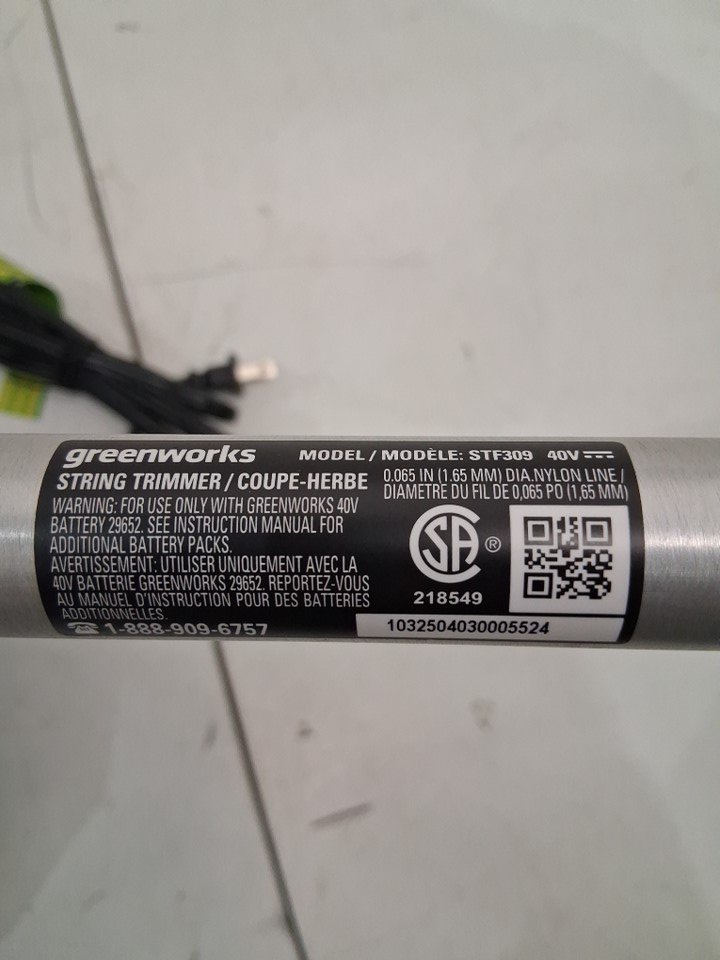 greenworks MODEL / MODÈLE: STF309 40V
STRING TRIMMER / COUPE-HERBE
0.065 IN (1.65 MM) DIA.NYLON LINE /
DIAMETRE DU FIL DE 0,065 PO (1,65 MM)
WARNING: FOR USE ONLY WITH GREENWORKS 40V
BATTERY 29652. SEE INSTRUCTION MANUAL FOR
ADDITIONAL BATTERY PACKS.
AVERTISSEMENT: UTILISER UNIQUEMENT AVEC LA
40V BATTERIE GREENWORKS 29652. REPORTEZ-VOUS
AU MANUEL D'INSTRUCTION POUR DES BATTERIES
ADDITIONNELLES.
1-888-909-6757
SA ®
218549
1032504030005524